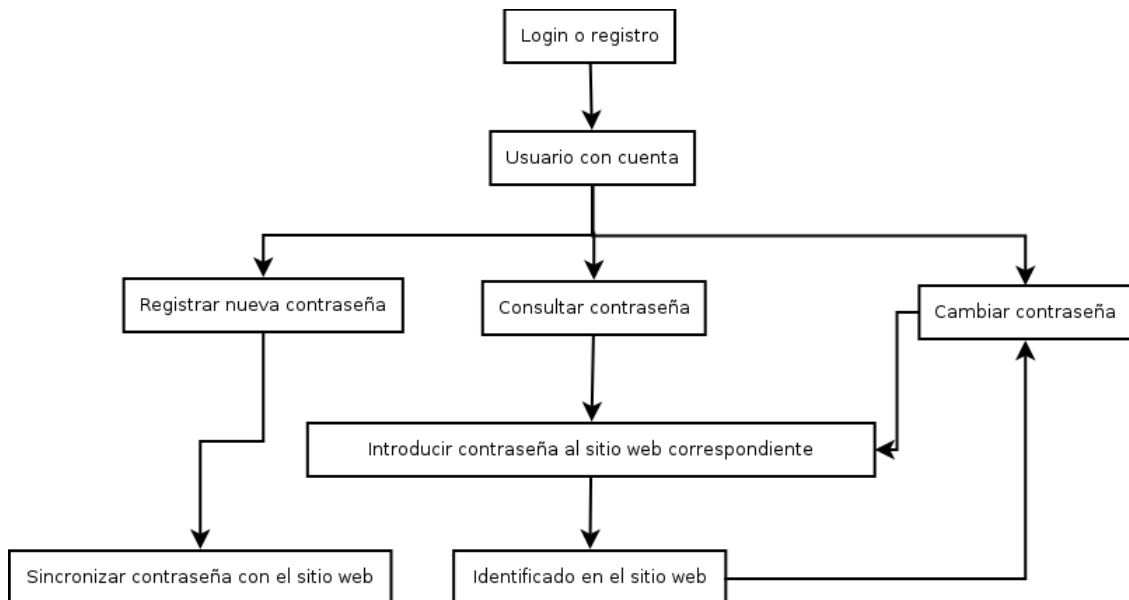 Login o registro
Usuario con cuenta
Registrar nueva contraseña
Consultar contraseña
Cambiar contraseña
Introducir contraseña al sitio web correspondiente
Sincronizar contraseña con el sitio web
Identificado en el sitio web